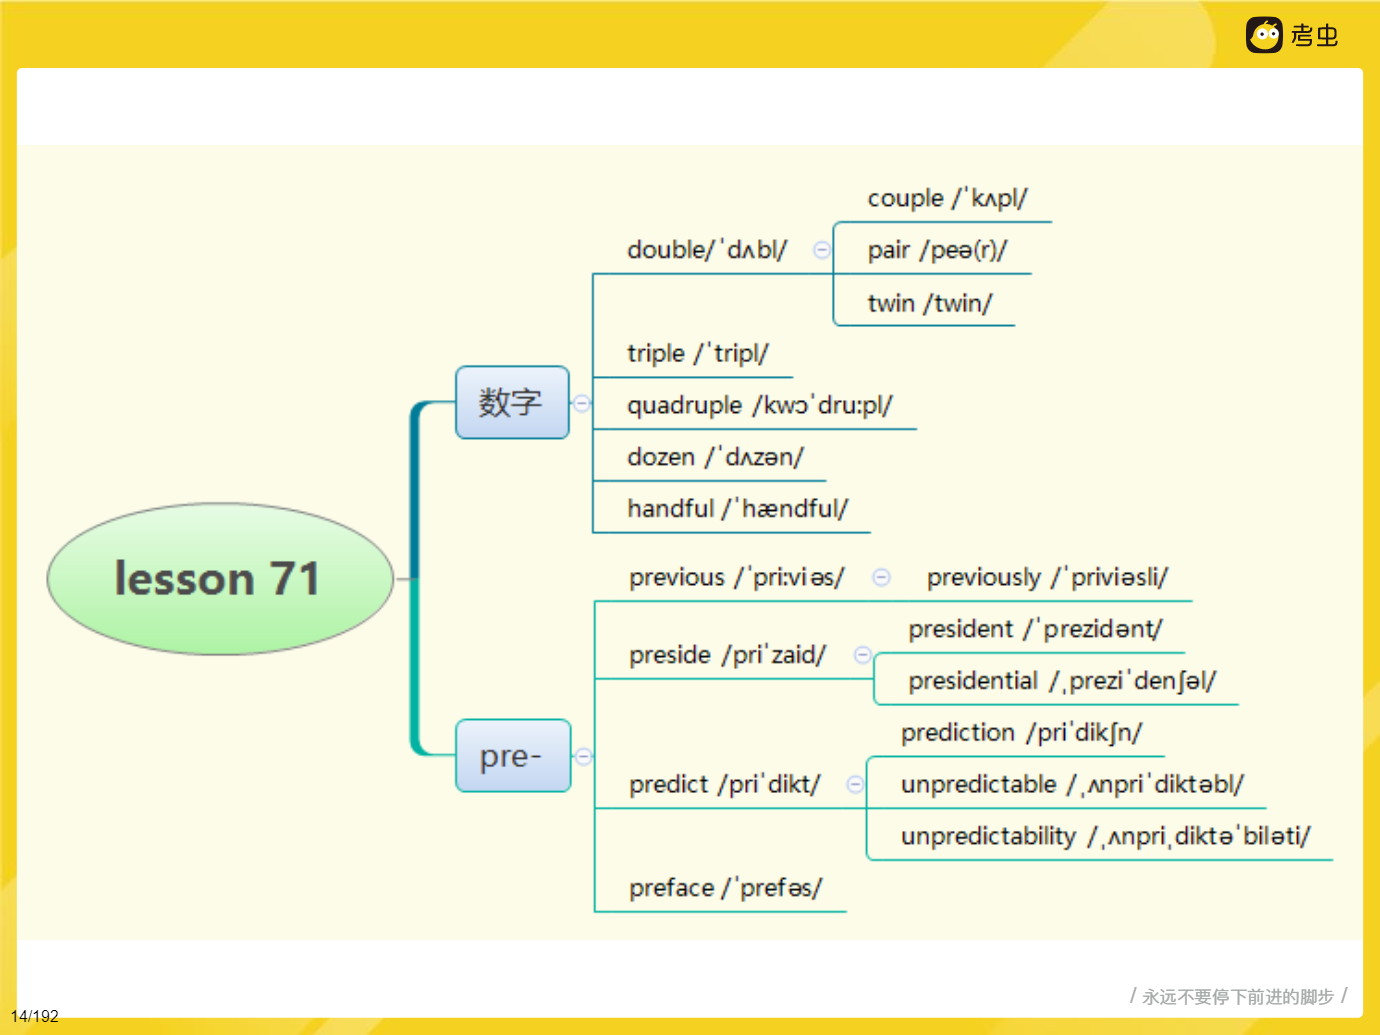 考虫
couple /ˈkʌpl/
double/ˈdʌbl/
pair /peə(r)/
twin /twin/
triple /ˈtripl/
数字
quadruple /kwɔˈdru:pl/
dozen /ˈdʌzən/
handful /ˈhændful/
lesson 71
previous /ˈpri:viəs/
previously /ˈpriviəsli/
president /ˈprezidənt/
preside /priˈzaid/
presidential /ˌpreziˈdenʃəl/
prediction /priˈdikʃn/
pre-
predict /priˈdikt/
unpredictable /ˌʌnpriˈdiktəbl/
unpredictability /ˌʌnpriˌdiktəˈbiləti/
preface /ˈprefəs/
/ 永远不要停下前进的脚步 /
14/192